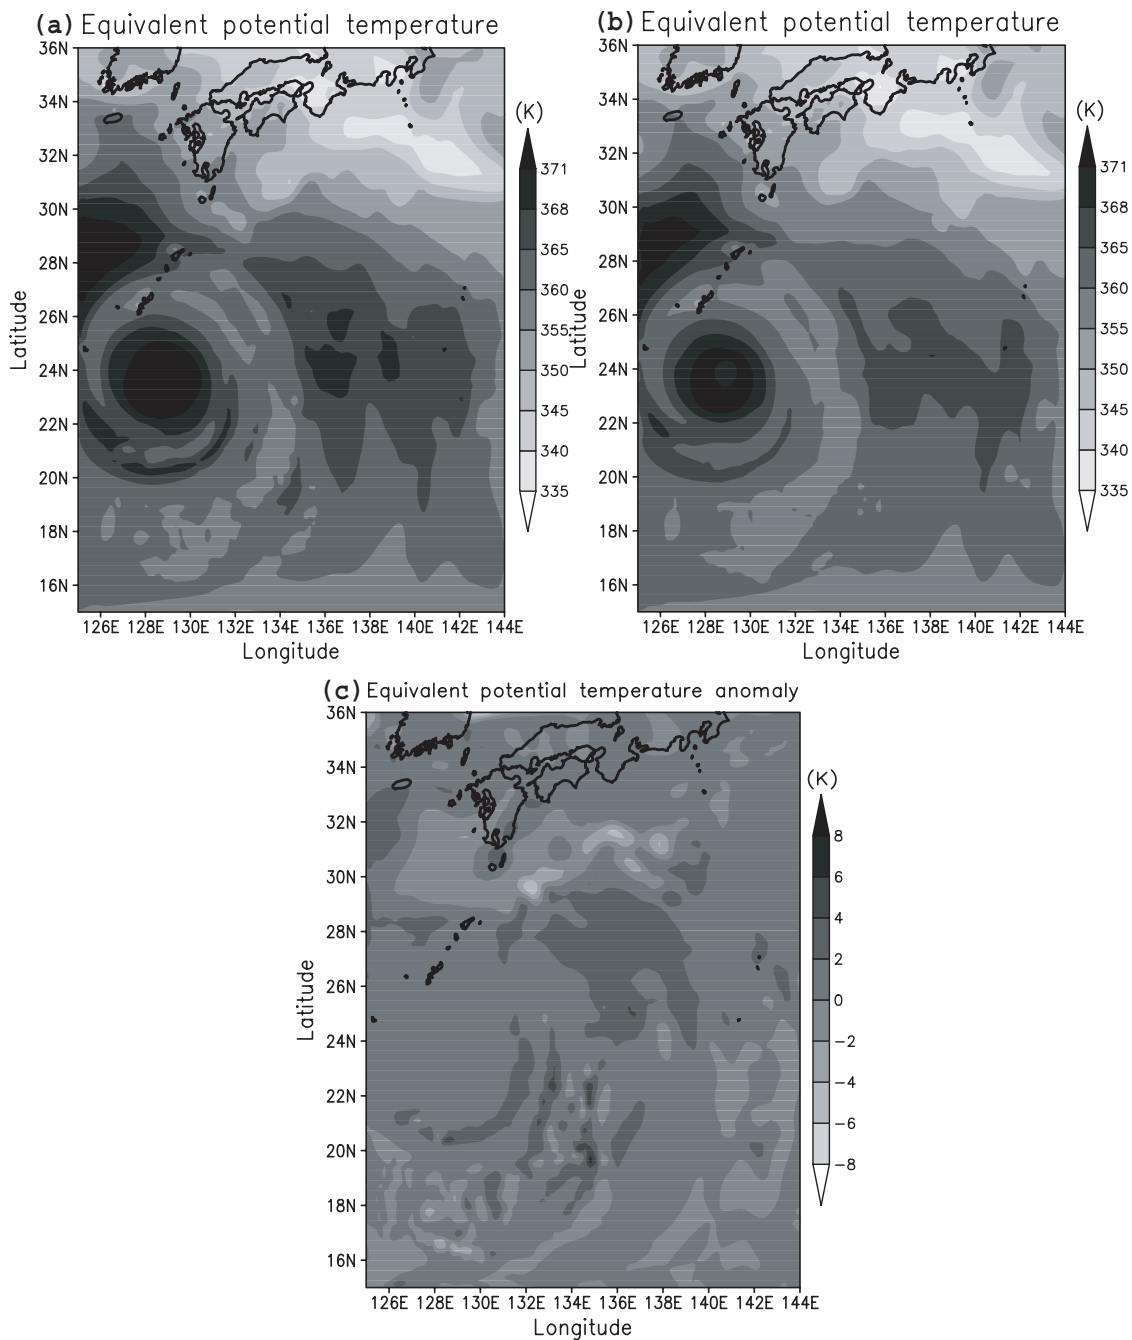 (a) Equivalent potential temperature
36N
34N
32N
30N
28N
26N
24N
22N
20N
18N
16N
Latitude
126E 128E 130E 132E 134E 136E 138E 140E 142E 144E
Longitude
(K)
371
368
365
360
355
350
345
340
335
(b) Equivalent potential temperature
36N
34N
32N
30N
28N
26N
24N
22N
20N
18N
16N
Latitude
126E 128E 130E 132E 134E 136E 138E 140E 142E 144E
Longitude
(K)
371
368
365
360
355
350
345
340
335
(c) Equivalent potential temperature anomaly
36N
34N
32N
30N
28N
26N
24N
22N
20N
18N
16N
Latitude
126E 128E 130E 132E 134E 136E 138E 140E 142E 144E
Longitude
(K)
8
6
4
2
0
-2
-4
-6
-8